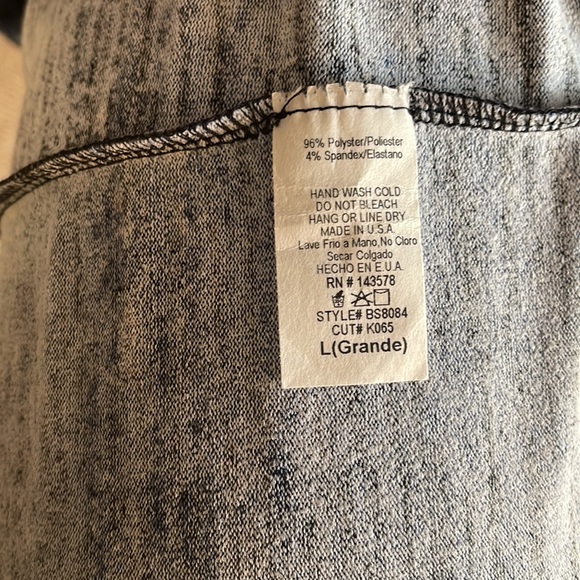 96% Polyster/Poliester
4% Spandex/Elastano
HAND WASH COLD
DO NOT BLEACH
HANG OR LINE DRY
MADE IN U.S.A.
Lave Frio a Mano,No Cloro
Secar Colgado
HECHO EN E.U.A.
RN # 143578
STYLE# BS8084
CUT# K065
L(Grande)